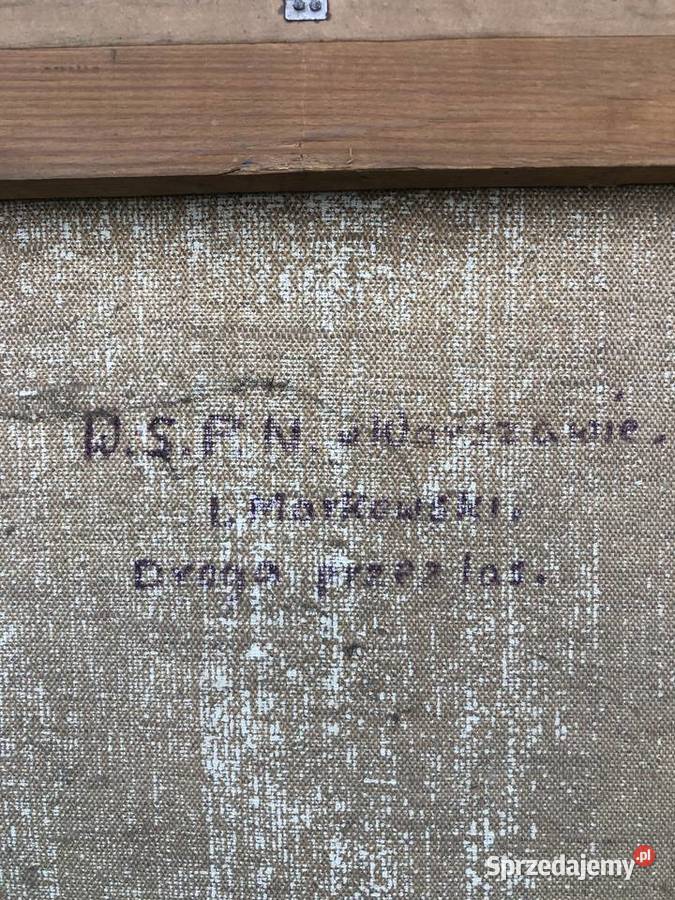 D.S.P.N. w Warszawie.
L Markowski.
Droga przez las.
Sprzedajemy.pl